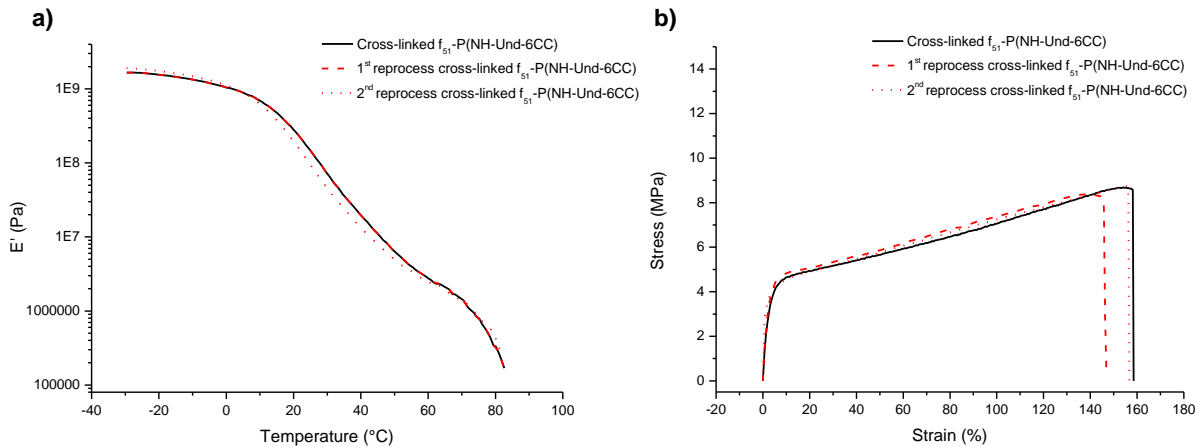 a)
Cross-linked f51-P(NH-Und-6CC)
1st reprocess cross-linked f51-P(NH-Und-6CC)
2nd reprocess cross-linked f51-P(NH-Und-6CC)
1E9
1E8
1E7
1000000
100000
E' (Pa)
-40 -20 0 20 40 60 80 100
Temperature (°C)
b)
Cross-linked f51-P(NH-Und-6CC)
1st reprocess cross-linked f51-P(NH-Und-6CC)
2nd reprocess cross-linked f51-P(NH-Und-6CC)
14
12
10
8
6
4
2
0
Stress (MPa)
-20 0 20 40 60 80 100 120 140 160 180
Strain (%)